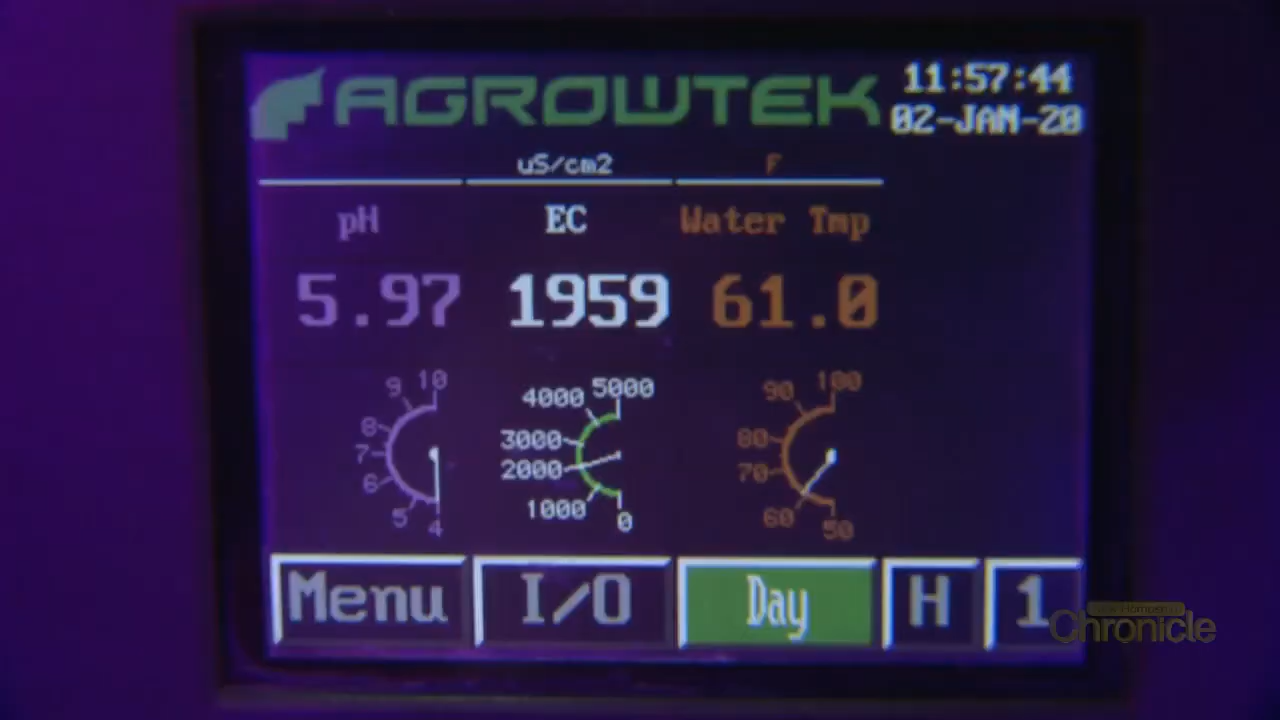 AGROWTEK
11:57:44
02-JAN-20
uS/cm2 F
pH EC Water Tmp
5.97 1959 61.0
10
9
8
7
6
5
4
5000
4000
3000
2000
1000
0
100
90
80
70
60
50
Menu I/O Day H 1
Chronicle